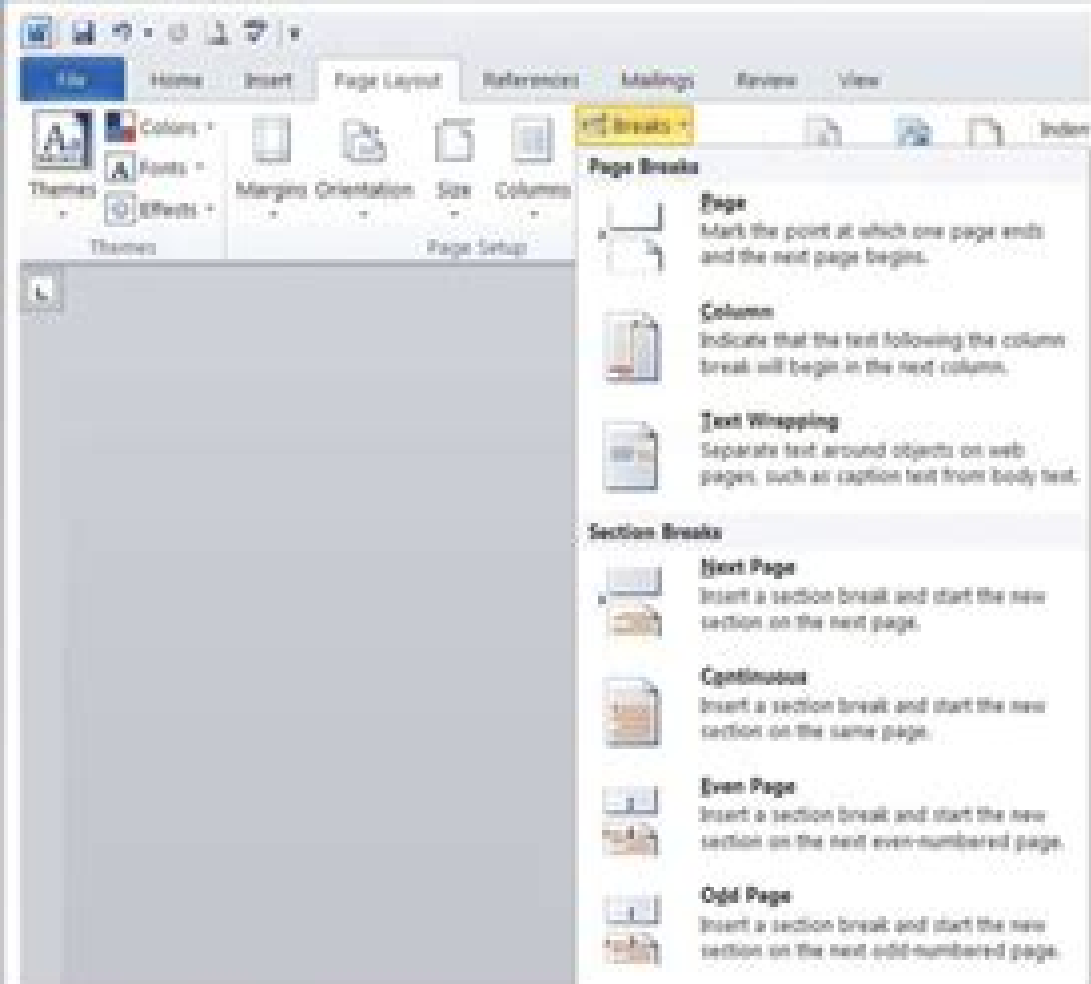 File Home Insert Page Layout References Mailings Review View
Themes
Colors
Fonts
Effects
Themes
Margins Orientation Size Columns
Page Setup
Breaks
Page Breaks
Page
Mark the point at which one page ends
and the next page begins.
Column
Indicate that the text following the column
break will begin in the next column.
Text Wrapping
Separate text around objects on web
pages, such as caption text from body text.
Section Breaks
Next Page
Insert a section break and start the new
section on the next page.
Continuous
Insert a section break and start the new
section on the same page.
Even Page
Insert a section break and start the new
section on the next even-numbered page.
Odd Page
Insert a section break and start the new
section on the next odd-numbered page.